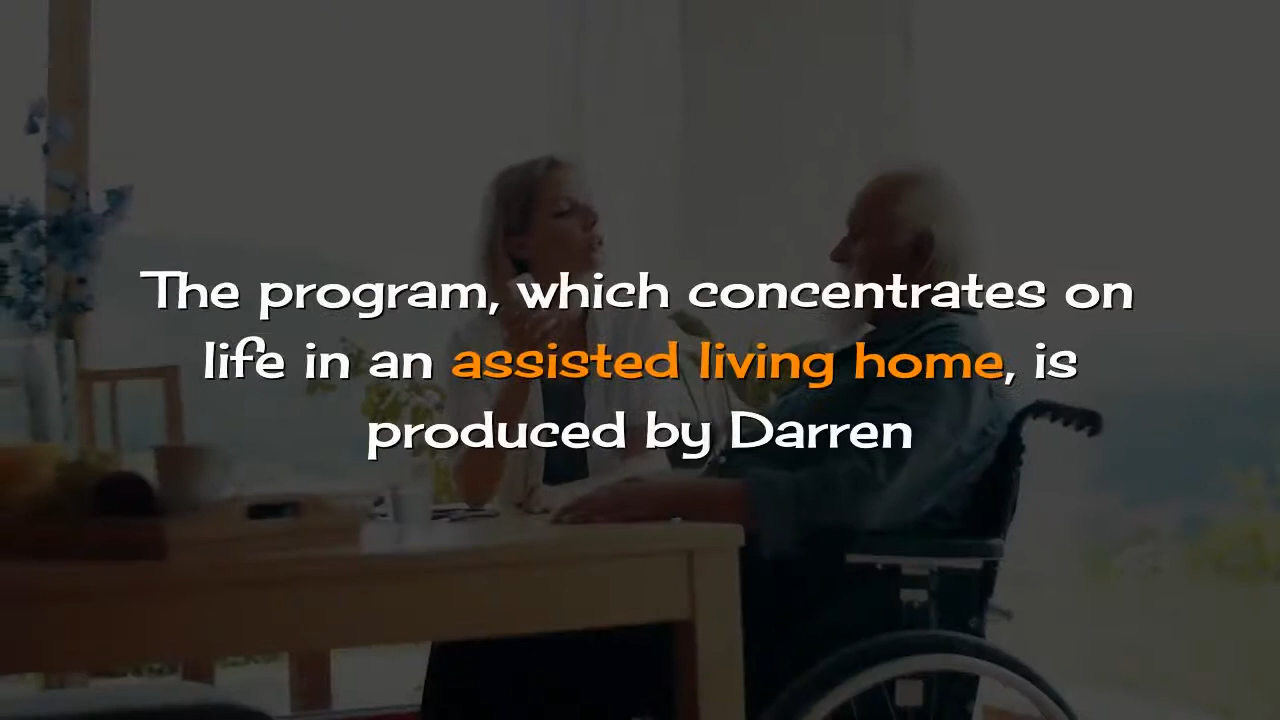 The program, which concentrates on
life in an assisted living home, is
produced by Darren